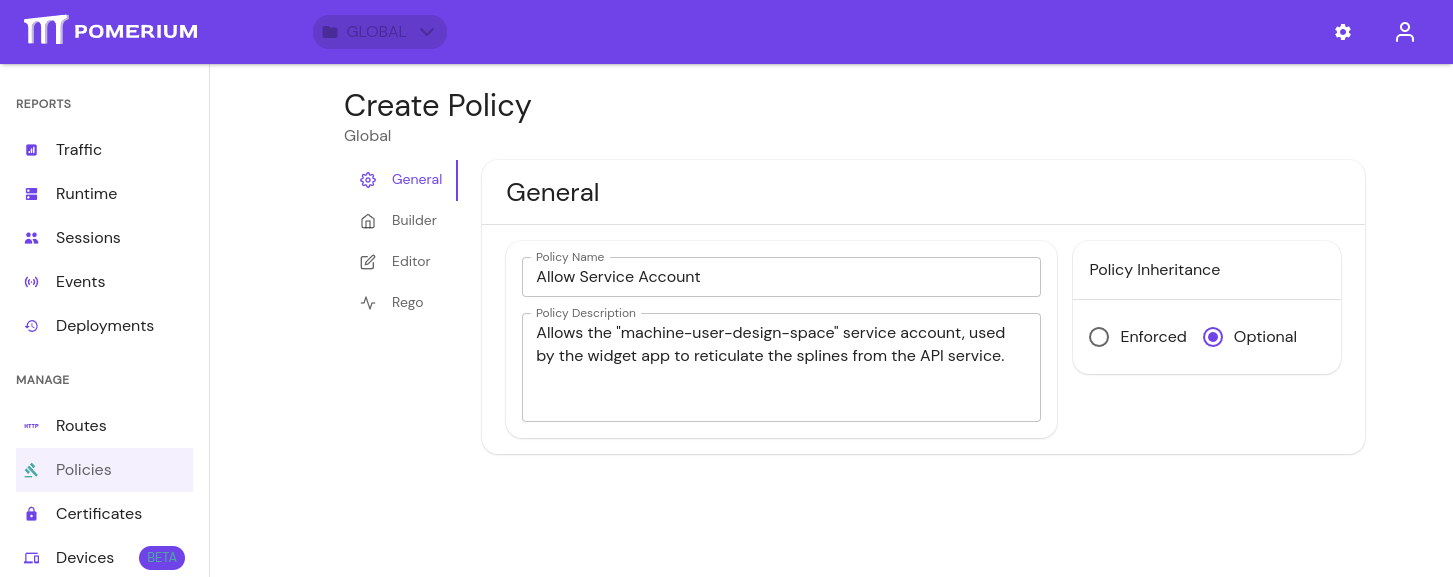 POMERIUM
GLOBAL
REPORTS
Traffic
Runtime
Sessions
Events
Deployments
MANAGE
HTTP Routes
Policies
Certificates
Devices BETA
Create Policy
Global
General
Builder
Editor
Rego
General
Policy Name
Allow Service Account
Policy Description
Allows the "machine-user-design-space" service account, used
by the widget app to reticulate the splines from the API service.
Policy Inheritance
Enforced Optional